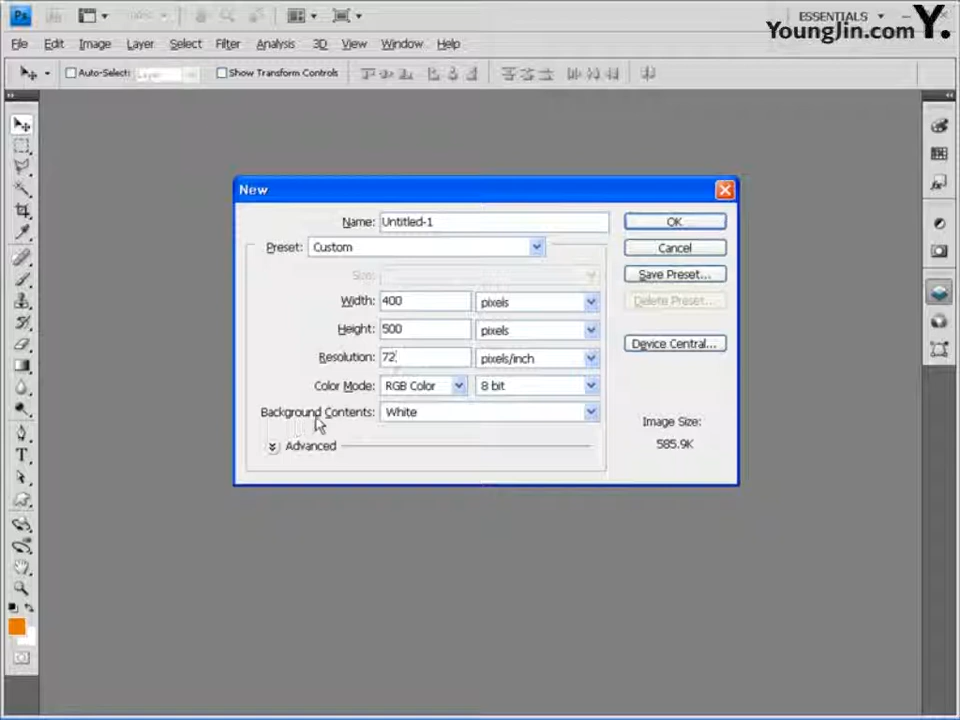 Ps
ESSENTIALS
YoungJin.com Y.
File Edit Image Layer Select Filter Analysis 3D View Window Help
Auto-Select: Layer Show Transform Controls
New
Name: Untitled-1
OK
Preset: Custom
Cancel
Size:
Save Preset...
Width: 400 pixels
Delete Preset...
Height: 500 pixels
Device Central...
Resolution: 72 pixels/inch
Color Mode: RGB Color 8 bit
Background Contents: White
Image Size:
585.9K
Advanced
T